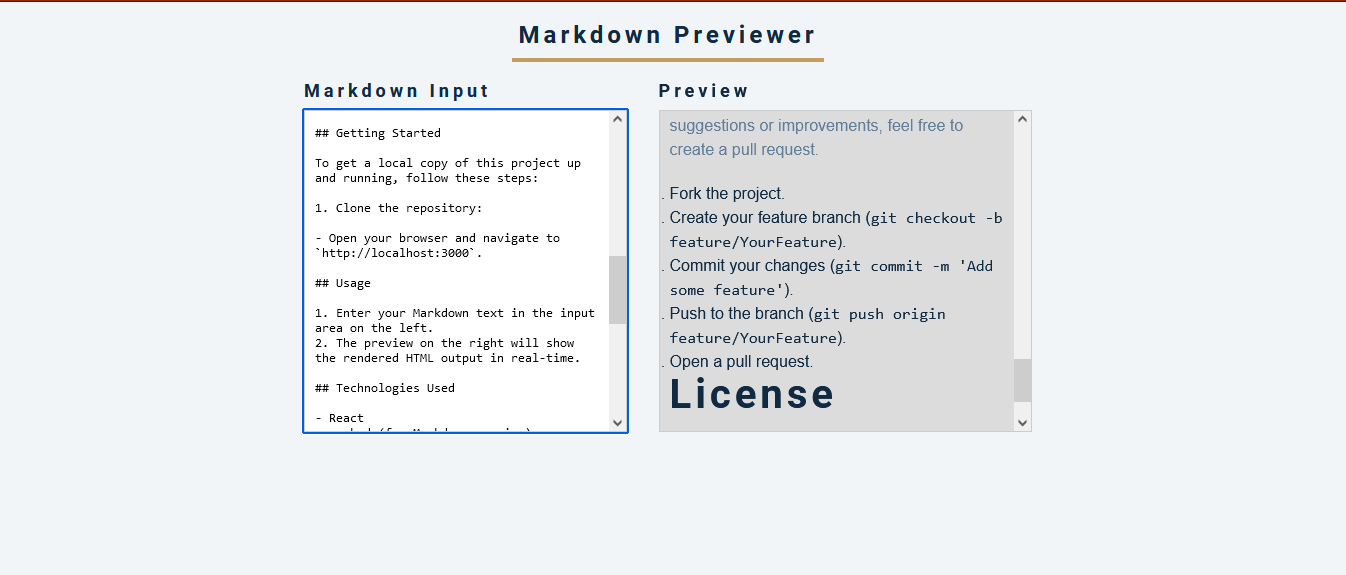 Markdown Previewer
Markdown Input
## Getting Started
To get a local copy of this project up
and running, follow these steps:
1. Clone the repository:
- Open your browser and navigate to
`http://localhost:3000`.
## Usage
1. Enter your Markdown text in the input
area on the left.
2. The preview on the right will show
the rendered HTML output in real-time.
## Technologies Used
- React
Preview
suggestions or improvements, feel free to
create a pull request.
. Fork the project.
. Create your feature branch (git checkout -b
feature/YourFeature).
. Commit your changes (git commit -m 'Add
some feature').
. Push to the branch (git push origin
feature/YourFeature).
. Open a pull request.
License